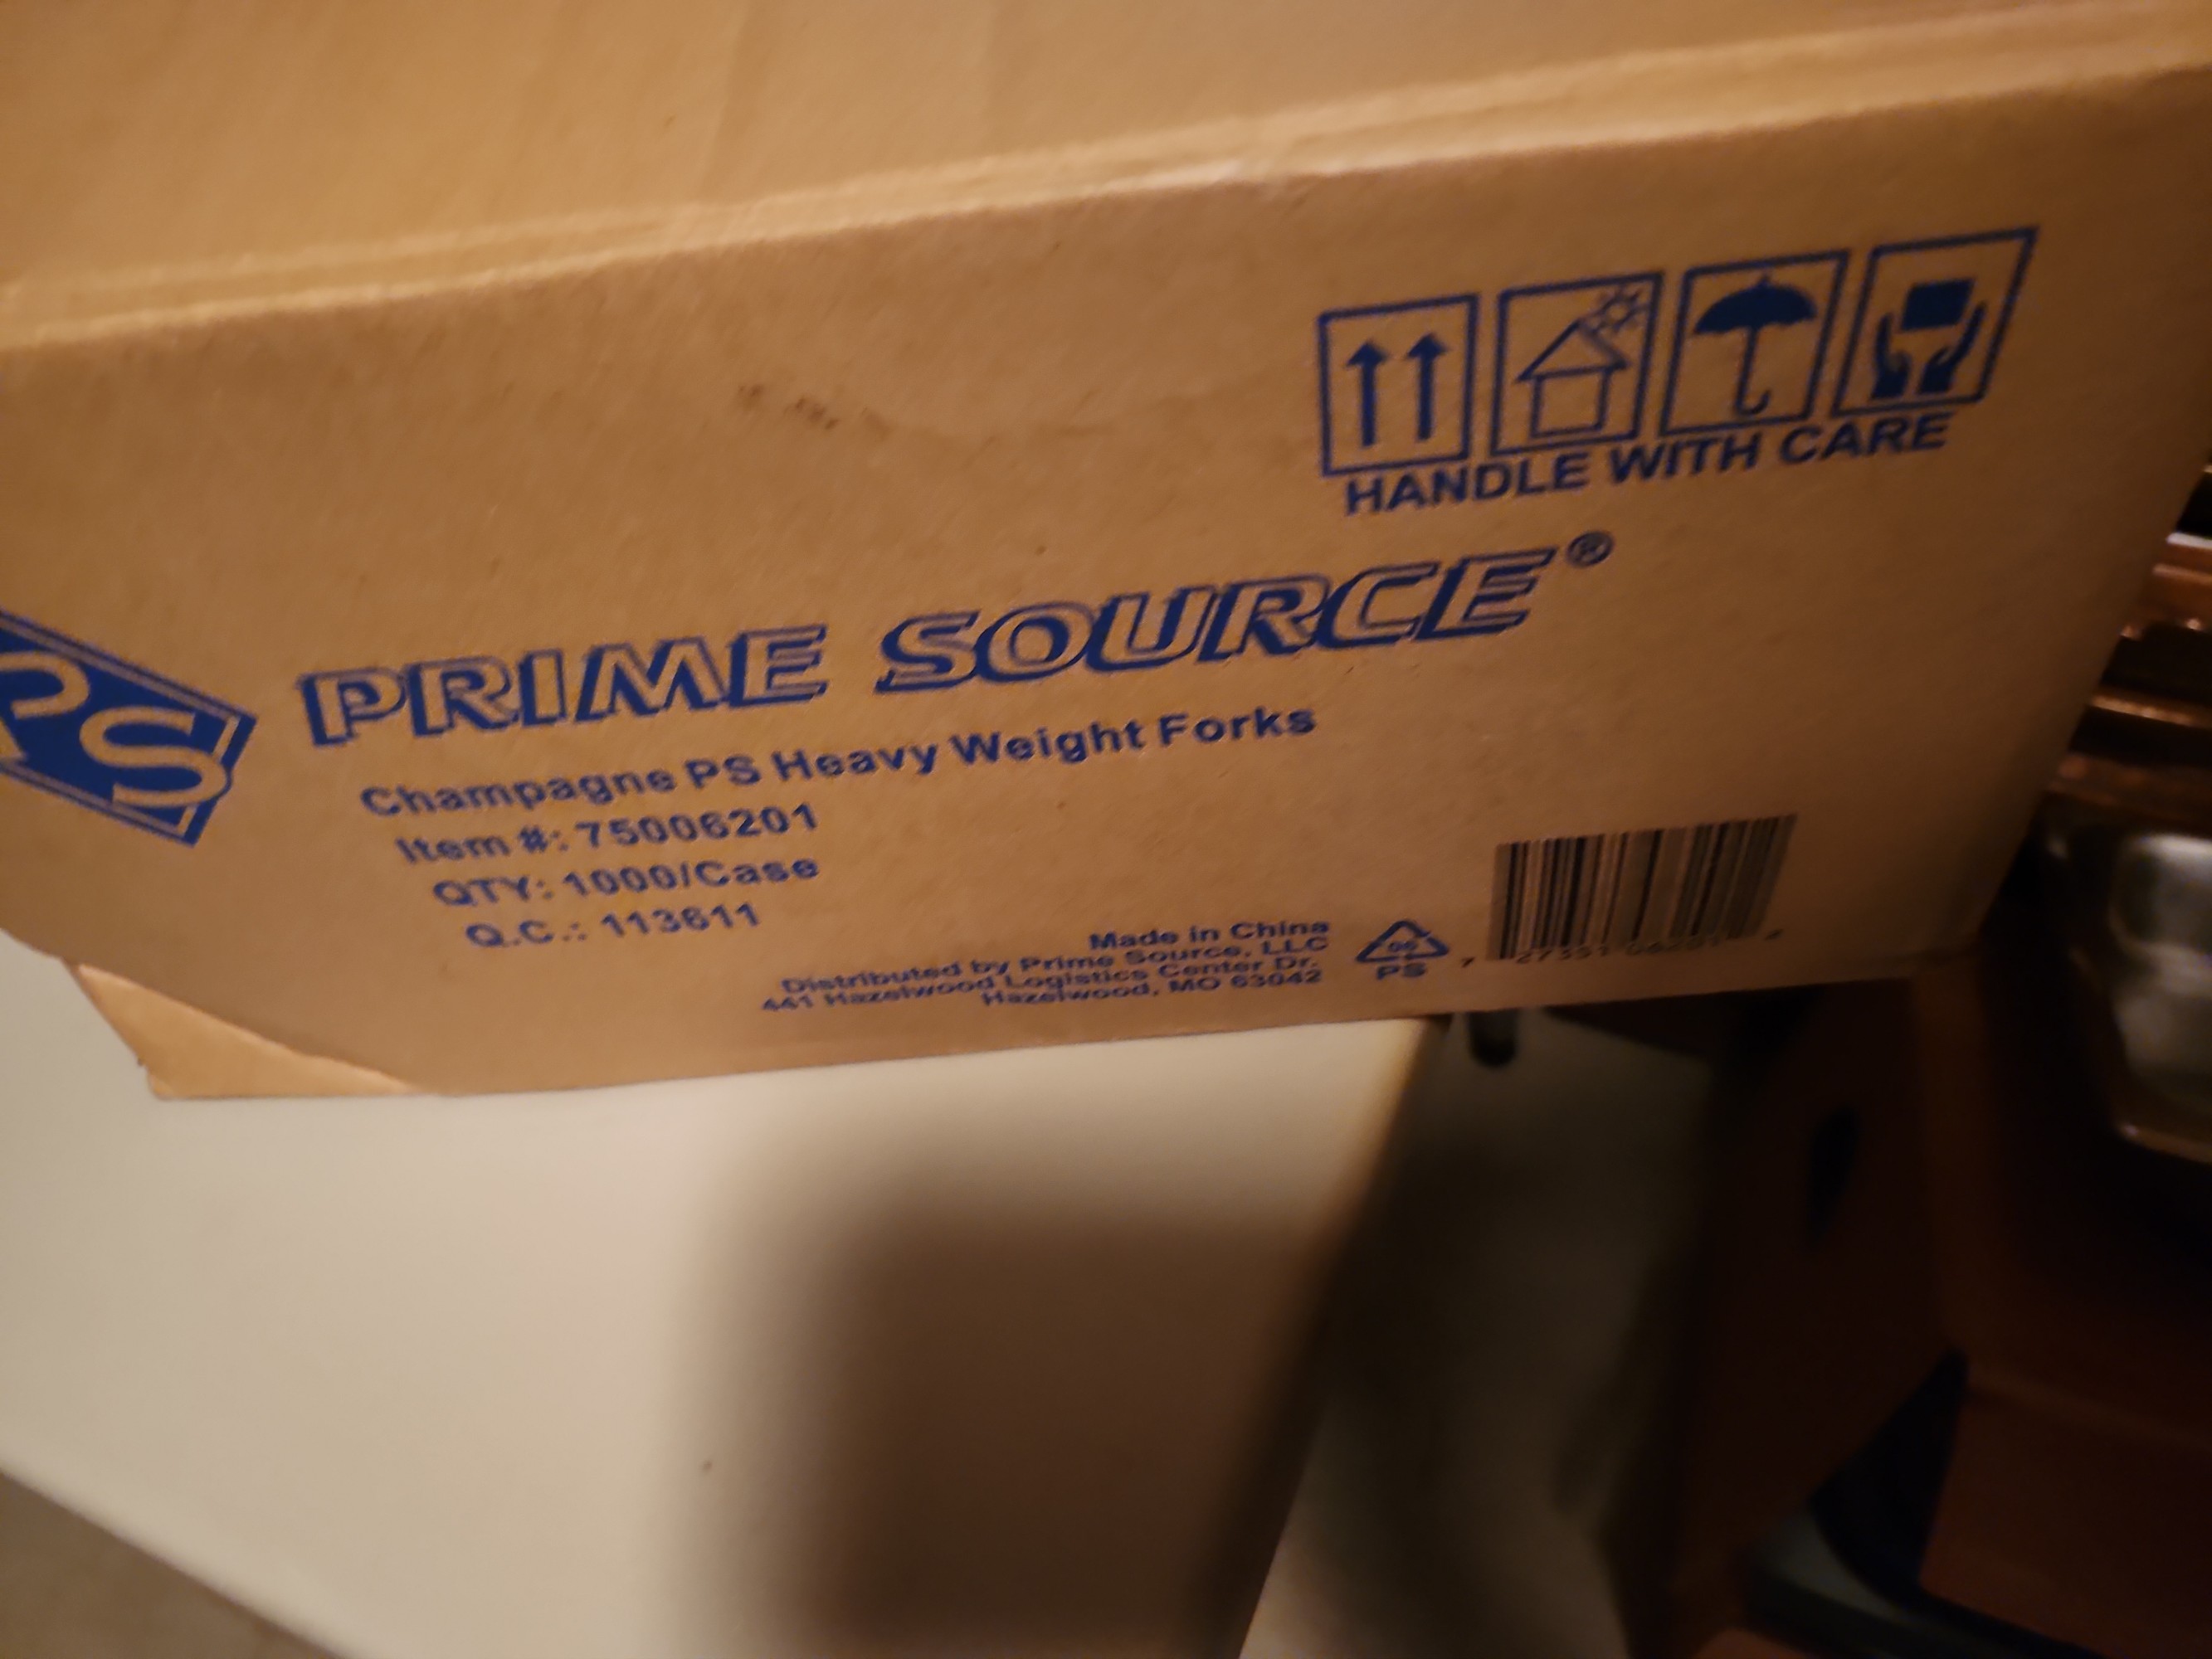 HANDLE WITH CARE
PS
PRIME SOURCE®
Champagne PS Heavy Weight Forks
Item #: 75006201
QTY: 1000/Case
Q.C.: 113611
Made in China
Distributed by Prime Source, LLC
441 Hazelwood Logistics Center Dr.
Hazelwood, MO 63042
PS
7